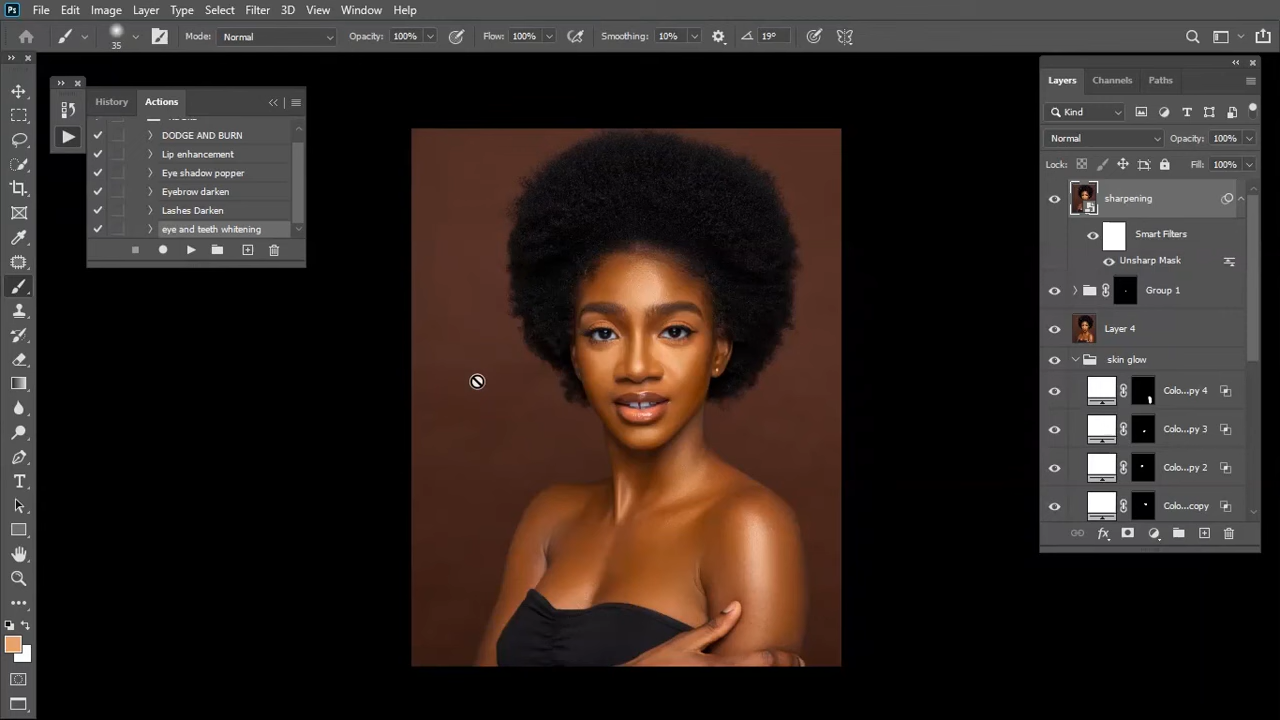 Ps File Edit Image Layer Type Select Filter 3D View Window Help
35 Mode: Normal Opacity: 100% Flow: 100% Smoothing: 10% 19°
History Actions
DODGE AND BURN
Lip enhancement
Eye shadow popper
Eyebrow darken
Lashes Darken
eye and teeth whitening
Layers Channels Paths
Kind
Normal Opacity: 100%
Lock: Fill: 100%
sharpening
Smart Filters
Unsharp Mask
Group 1
Layer 4
skin glow
Colo...py 4
Colo...py 3
Colo...py 2
Colo...copy